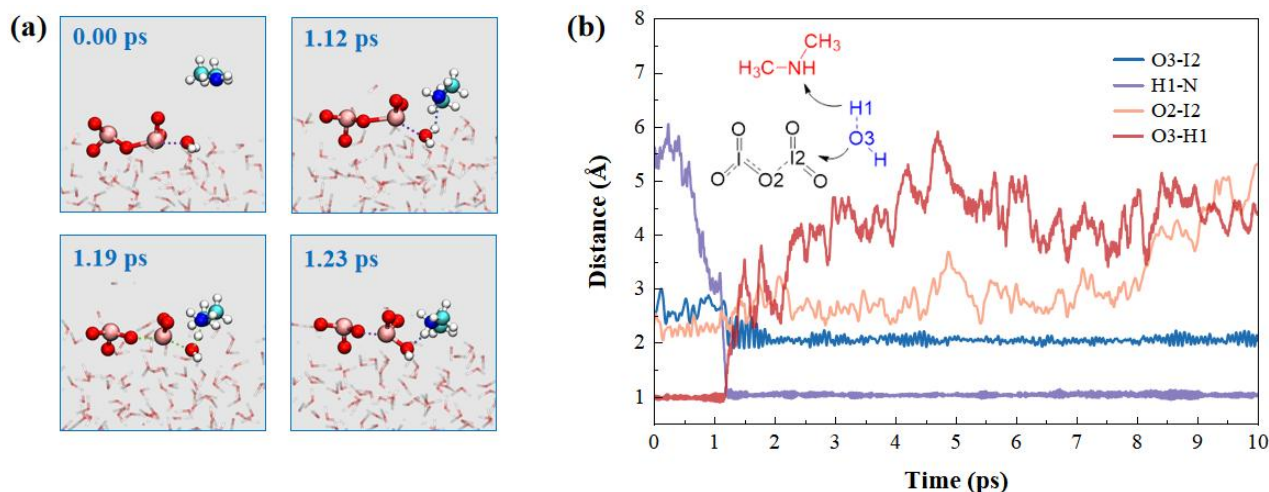 (a)
0.00 ps
1.12 ps
1.19 ps
1.23 ps
(b)
Distance (Å)
8
7
6
5
4
3
2
1
CH₃
H₃C—NH
H1
O3
H
O O
I I2
O O2 O
O3-I2
H1-N
O2-I2
O3-H1
0 1 2 3 4 5 6 7 8 9 10
Time (ps)